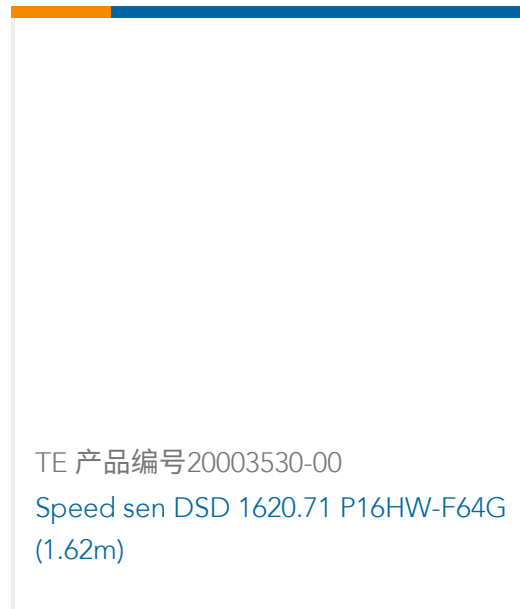 TE 产品编号20003530-00
Speed sen DSD 1620.71 P16HW-F64G
(1.62m)